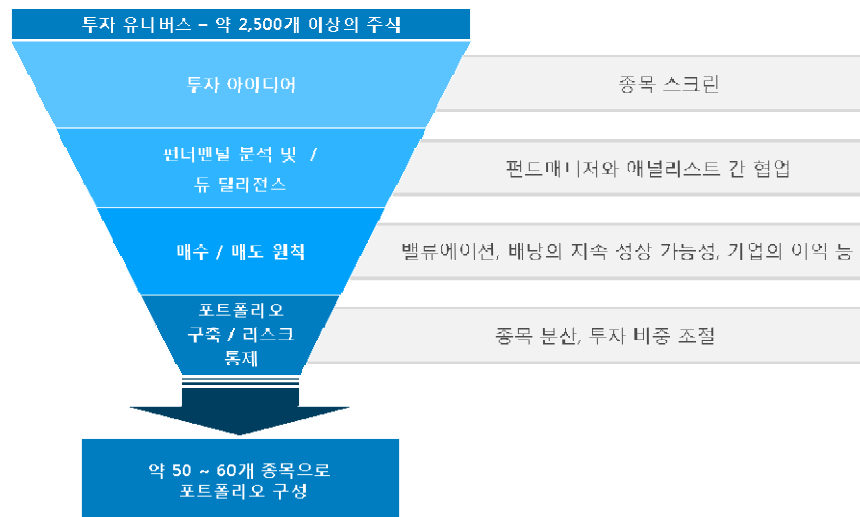 투자 유니버스 – 약 2,500개 이상의 주식
투자 아이디어
종목 스크린
펀더멘털 분석 및 /
듀 딜리전스
펀드매니저와 애널리스트 간 협업
매수 / 매도 원칙
밸류에이션, 배당의 지속 성장 가능성, 기업의 이익 등
포트폴리오
구축 / 리스크
통제
종목 분산, 투자 비중 조절
약 50 ~ 60개 종목으로
포트폴리오 구성